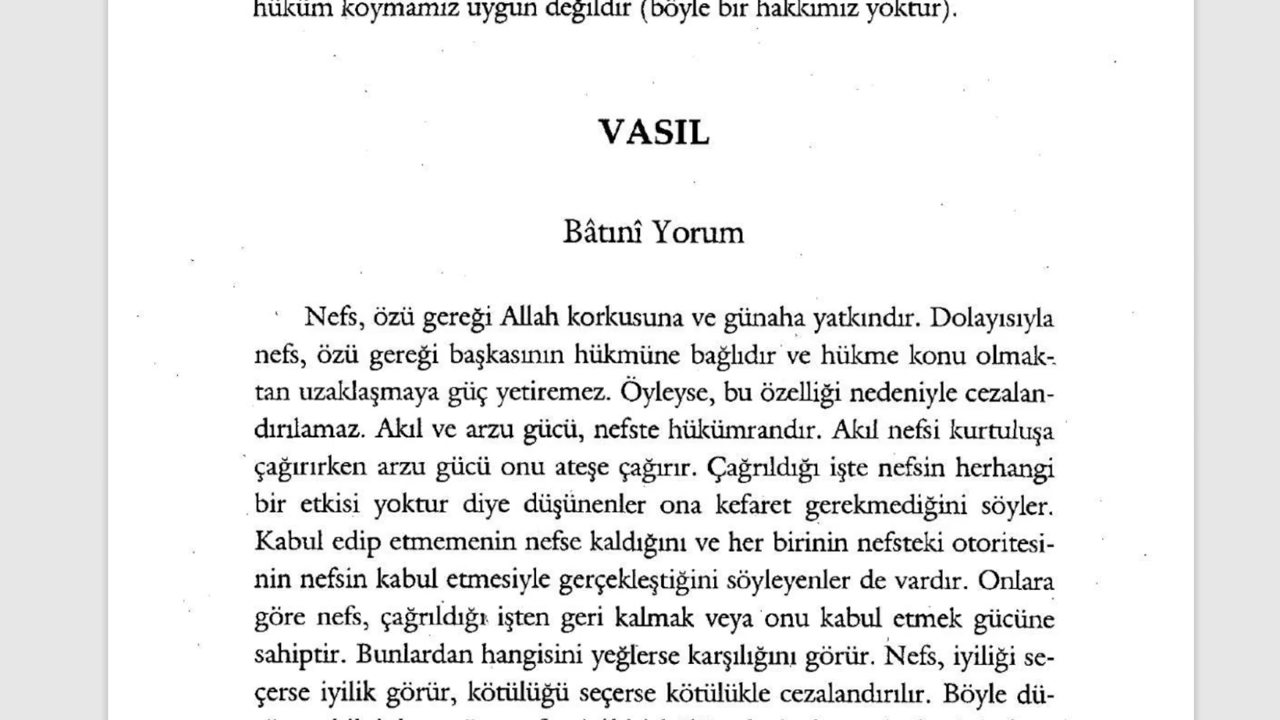 hüküm koymamız uygun değildir (böyle bir hakkımız yoktur).
VASIL
Bâtınî Yorum
Nefs, özü gereği Allah korkusuna ve günaha yatkındır. Dolayısıyla
nefs, özü gereği başkasının hükmüne bağlıdır ve hükme konu olmak-
tan uzaklaşmaya güç yetiremez. Öyleyse, bu özelliği nedeniyle cezalan-
dırılamaz. Akıl ve arzu gücü, nefste hükümrandır. Akıl nefsi kurtuluşa
çağırırken arzu gücü onu ateşe çağırır. Çağrıldığı işte nefsin herhangi
bir etkisi yoktur diye düşünenler ona kefaret gerekmediğini söyler.
Kabul edip etmemenin nefse kaldığını ve her birinin nefsteki otoritesi-
nin nefsin kabul etmesiyle gerçekleştiğini söyleyenler de vardır. Onlara
göre nefs, çağrıldığı işten geri kalmak veya onu kabul etmek gücüne
sahiptir. Bunlardan hangisini yeğlerse karşılığını görür. Nefs, iyiliği se-
çerse iyilik görür, kötülüğü seçerse kötülükle cezalandırılır. Böyle dü-